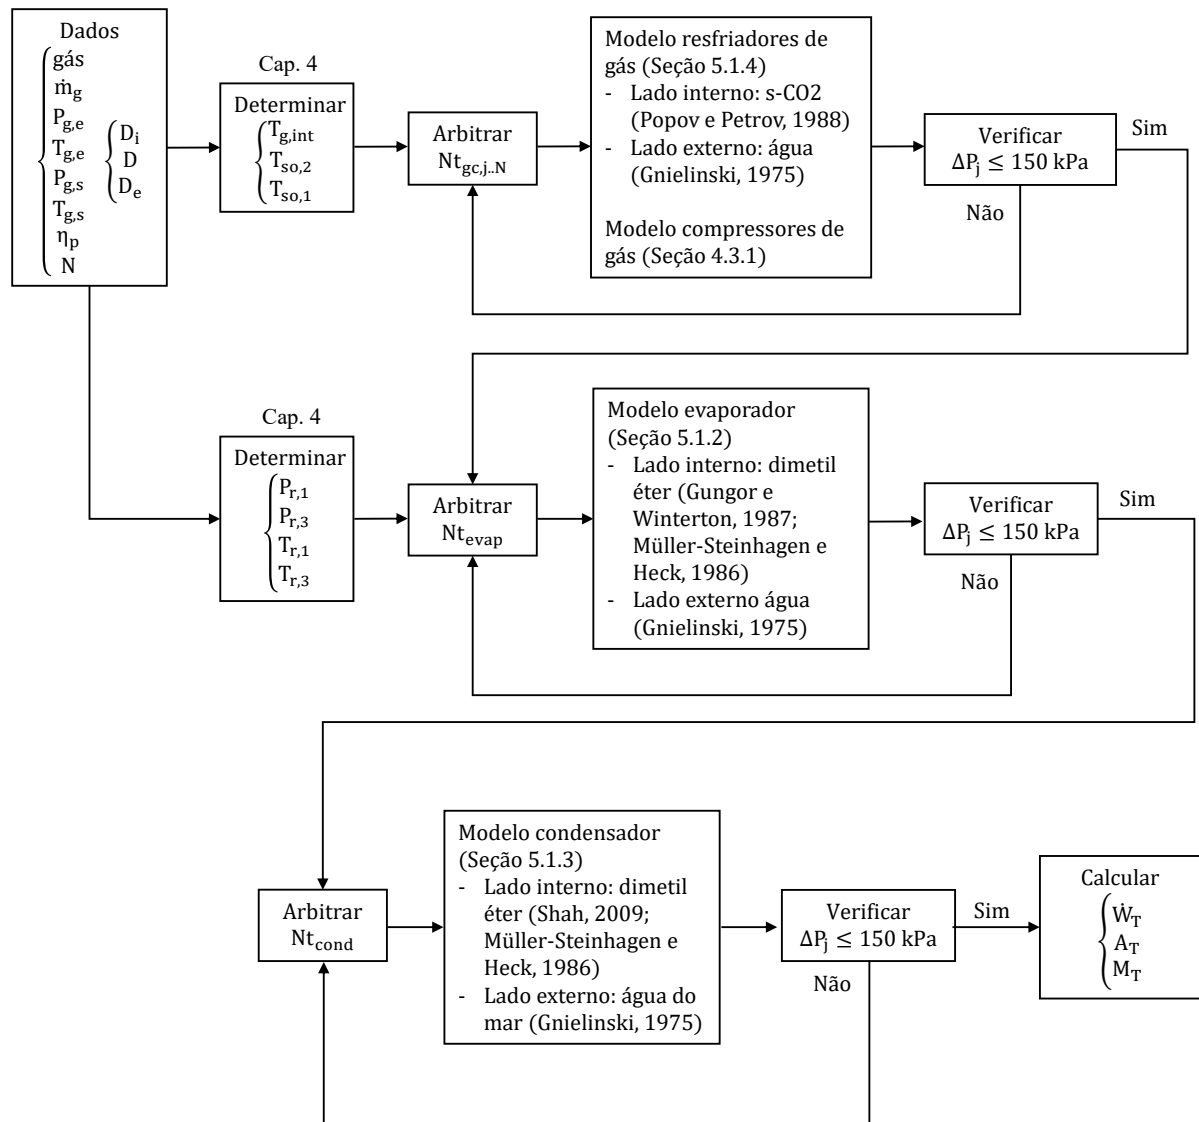 Dados
gás
ṁg
Pg,e
Tg,e
Pg,s
Tg,s
ηp
N
Di
D
De
Cap. 4
Determinar
Tg,int
Tso,2
Tso,1
Arbitrar
Ntgc,j..N
Modelo resfriadores de
gás (Seção 5.1.4)
- Lado interno: s-CO2
(Popov e Petrov, 1988)
- Lado externo: água
(Gnielinski, 1975)
Modelo compressores de
gás (Seção 4.3.1)
Verificar
ΔPj ≤ 150 kPa
Sim
Não
Cap. 4
Determinar
Pr,1
Pr,3
Tr,1
Tr,3
Arbitrar
Ntevap
Modelo evaporador
(Seção 5.1.2)
- Lado interno: dimetil
éter (Gungor e
Winterton, 1987;
Müller-Steinhagen e
Heck, 1986)
- Lado externo água
(Gnielinski, 1975)
Verificar
ΔPj ≤ 150 kPa
Sim
Não
Arbitrar
Ntcond
Modelo condensador
(Seção 5.1.3)
- Lado interno: dimetil
éter (Shah, 2009;
Müller-Steinhagen e
Heck, 1986)
- Lado externo: água do
mar (Gnielinski, 1975)
Verificar
ΔPj ≤ 150 kPa
Sim
Não
Calcular
ẆT
AT
MT